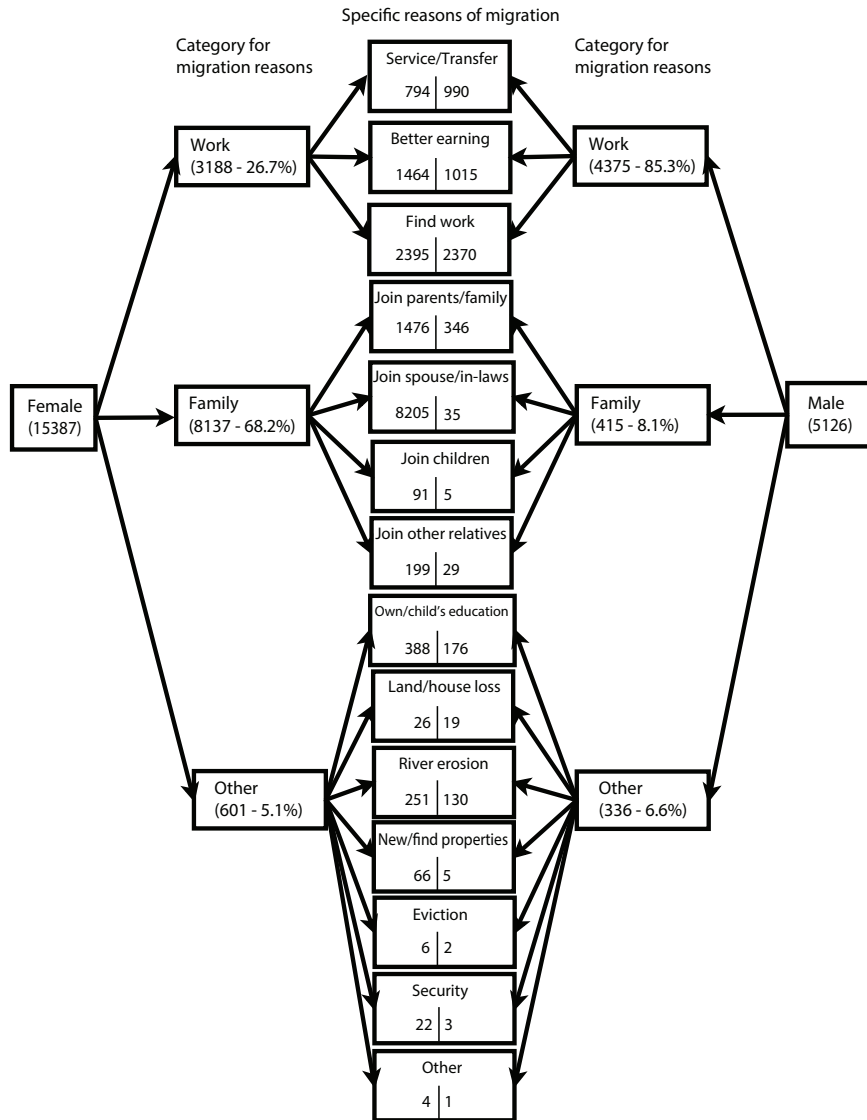 Specific reasons of migration
Category for
migration reasons
Category for
migration reasons
Service/Transfer
794 990
Work
(3188 - 26.7%)
Better earning
1464 1015
Work
(4375 - 85.3%)
Find work
2395 2370
Join parents/family
1476 346
Female
(15387)
Family
(8137 - 68.2%)
Join spouse/in-laws
8205 35
Family
(415 - 8.1%)
Male
(5126)
Join children
91 5
Join other relatives
199 29
Own/child's education
388 176
Land/house loss
26 19
Other
(601 - 5.1%)
River erosion
251 130
Other
(336 - 6.6%)
New/find properties
66 5
Eviction
6 2
Security
22 3
Other
4 1